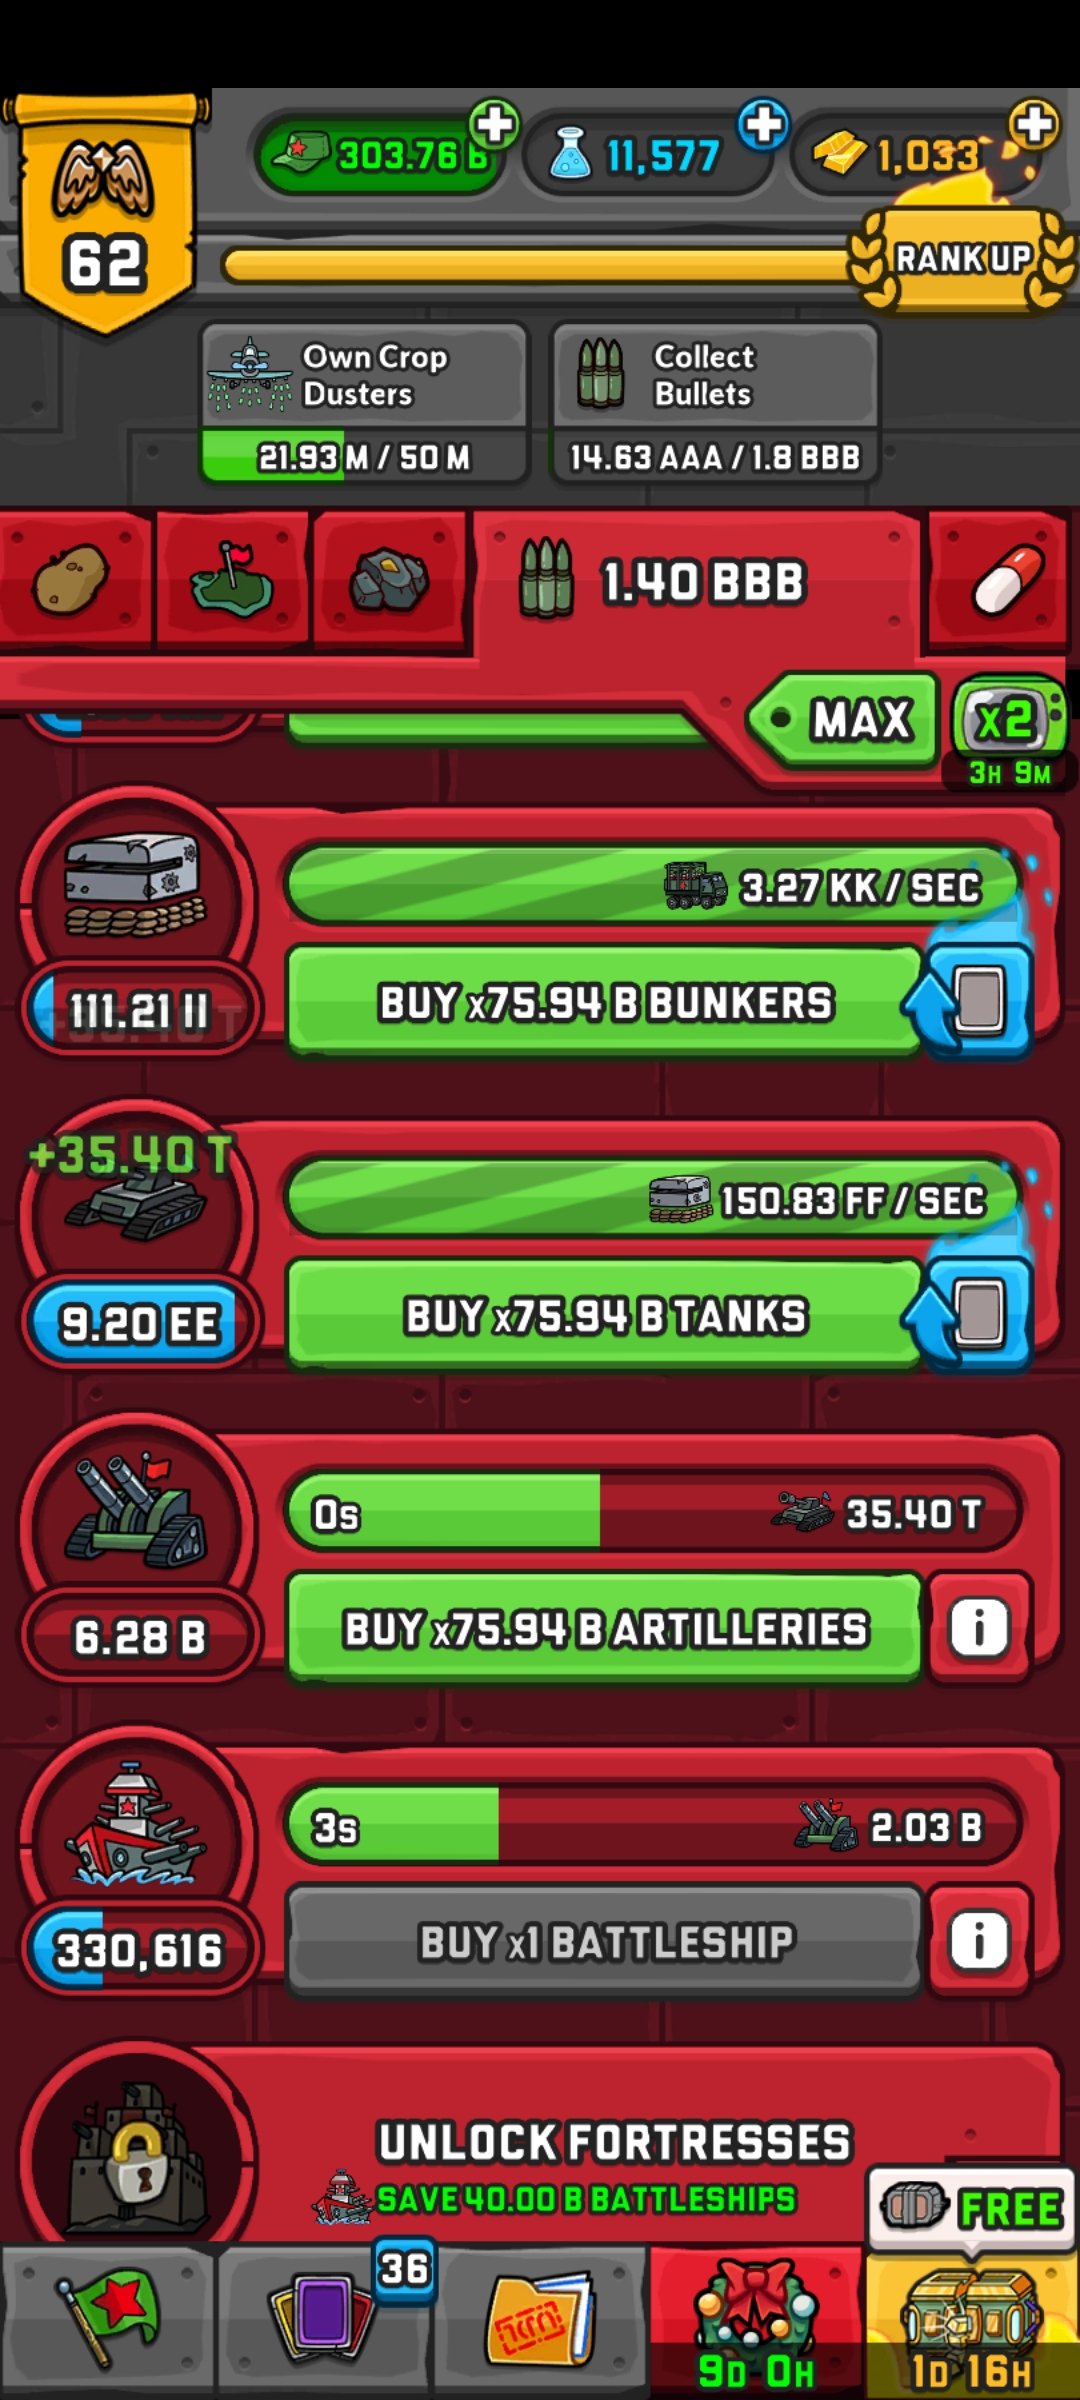 62
303.76 B
11,577
1,033
RANK UP
Own Crop
Dusters
21.93 M / 50 M
Collect
Bullets
14.63 AAA / 1.8 BBB
1.40 BBB
MAX
x2
3H 9M
3.27 KK / SEC
111.21 II
+35.40 T
BUY x75.94 B BUNKERS
+35.40 T
150.83 FF / SEC
9.20 EE
BUY x75.94 B TANKS
0s
35.40 T
6.28 B
BUY x75.94 B ARTILLERIES
i
3s
2.03 B
330,616
BUY x1 BATTLESHIP
i
UNLOCK FORTRESSES
SAVE 40.00 B BATTLESHIPS
FREE
36
9D 0H
1D 16H